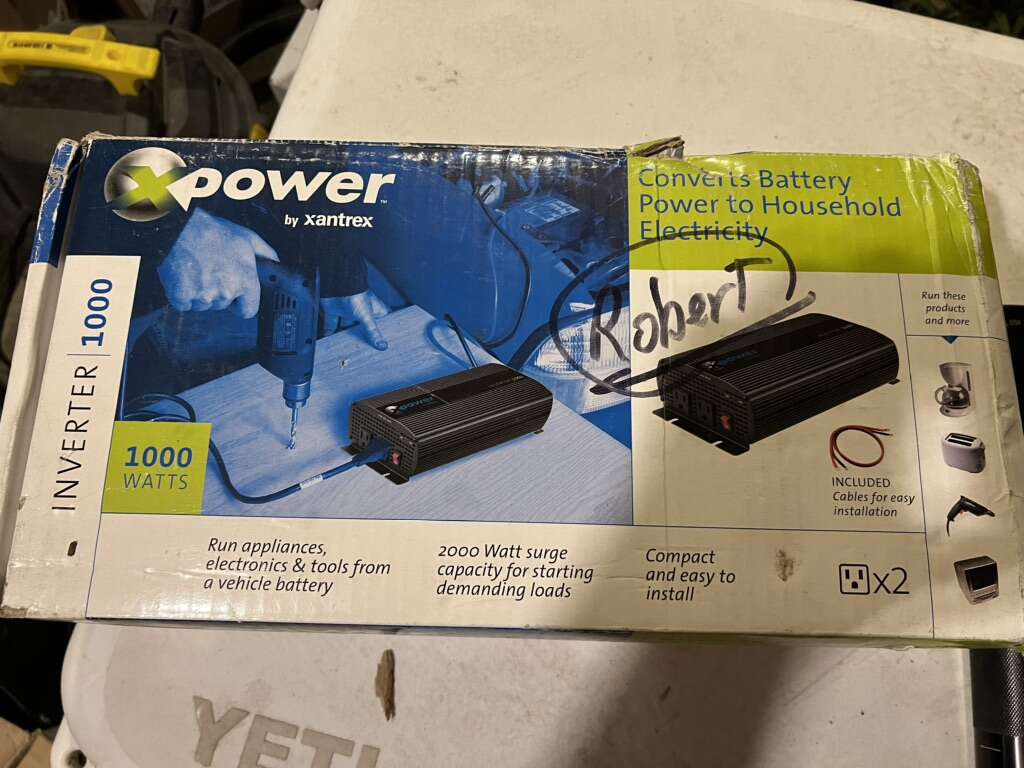 xpower™
by xantrex
INVERTER | 1000
1000
WATTS
Run appliances,
electronics & tools from
a vehicle battery
2000 Watt surge
capacity for starting
demanding loads
Converts Battery
Power to Household
Electricity
Robert
xpower
xpower
Run these
products
and more
INCLUDED
Cables for easy
installation
Compact
and easy to
install
x2
YETI